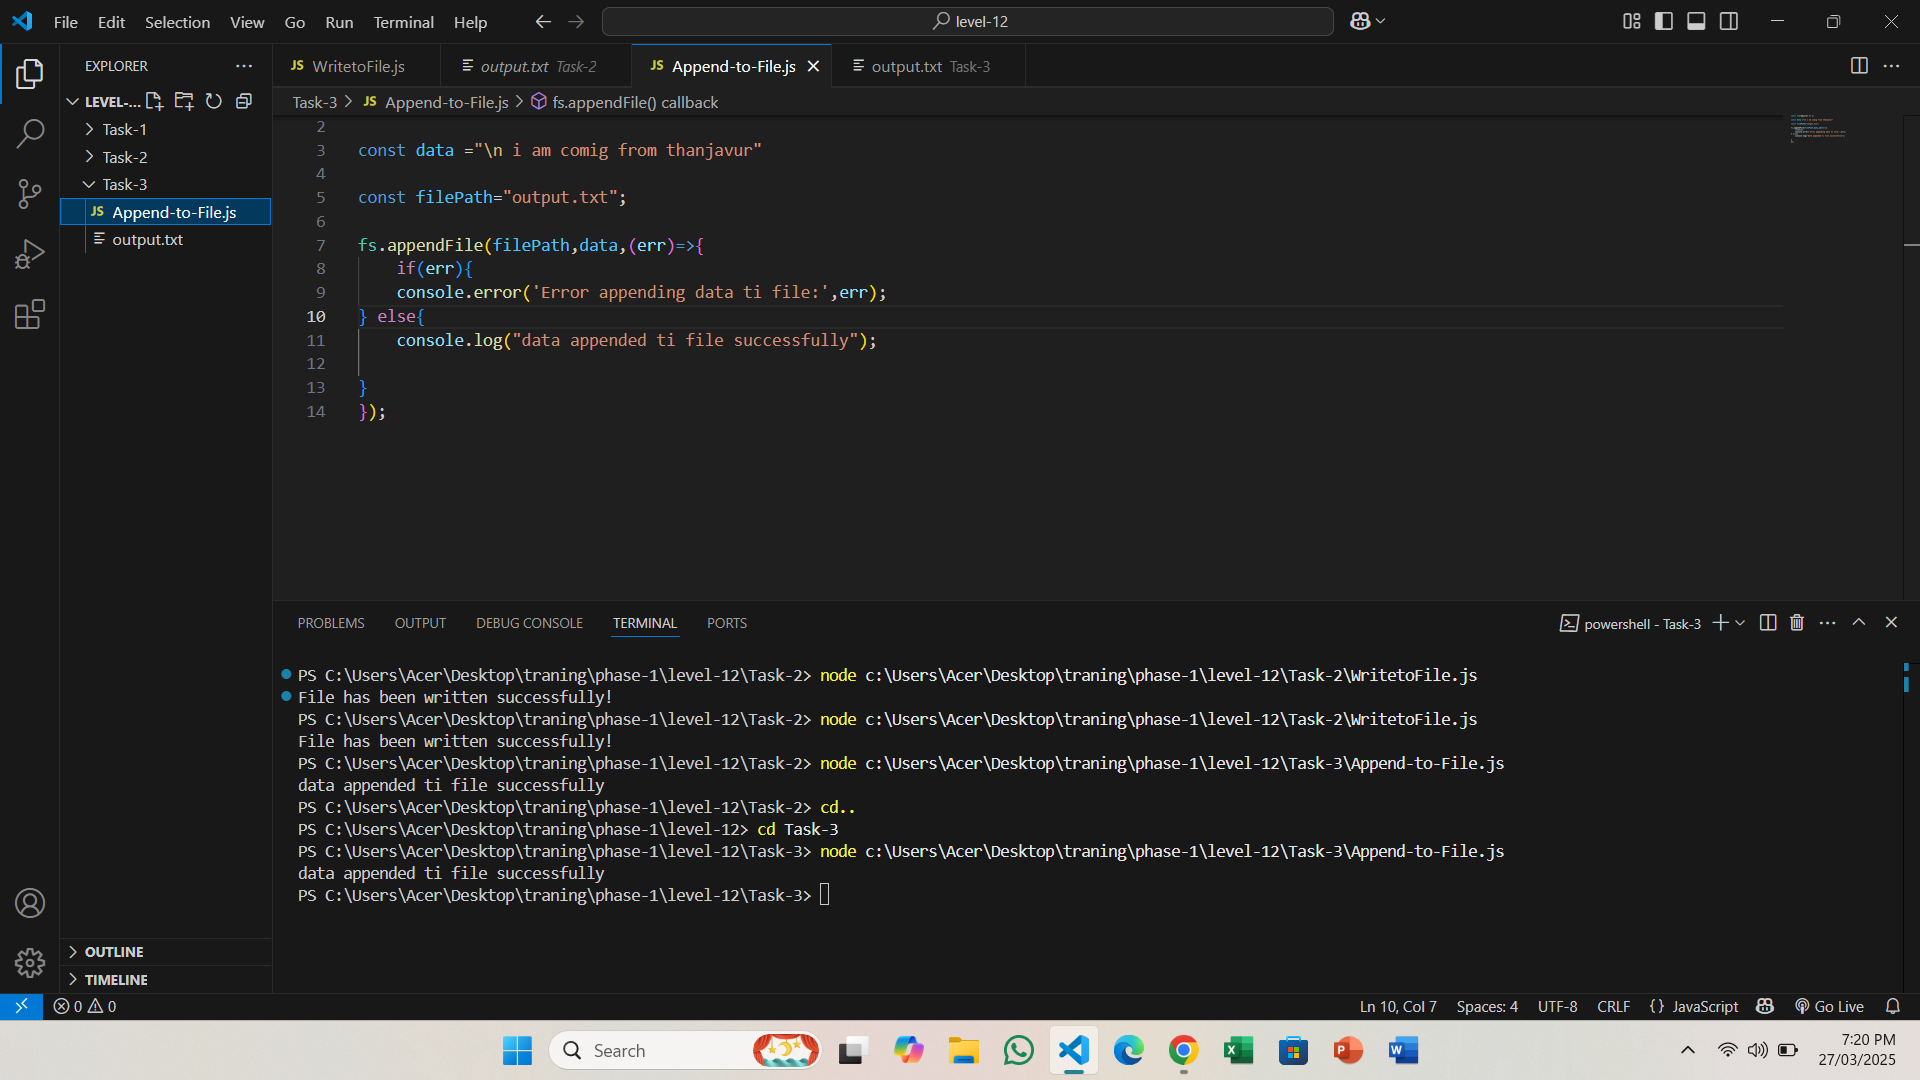 File Edit Selection View Go Run Terminal Help
level-12
EXPLORER
LEVEL-...
Task-1
Task-2
Task-3
JS Append-to-File.js
output.txt
OUTLINE
TIMELINE
JS WritetoFile.js
output.txt Task-2
JS Append-to-File.js
output.txt Task-3
Task-3 > JS Append-to-File.js > fs.appendFile() callback
2
3 const data ="\n i am comig from thanjavur"
4
5 const filePath="output.txt";
6
7 fs.appendFile(filePath,data,(err)=>{
8 if(err){
9 console.error('Error appending data ti file:',err);
10 } else{
11 console.log("data appended ti file successfully");
12
13 }
14 });
PROBLEMS OUTPUT DEBUG CONSOLE TERMINAL PORTS
powershell - Task-3
PS C:\Users\Acer\Desktop\traning\phase-1\level-12\Task-2> node c:\Users\Acer\Desktop\traning\phase-1\level-12\Task-2\WritetoFile.js
File has been written successfully!
PS C:\Users\Acer\Desktop\traning\phase-1\level-12\Task-2> node c:\Users\Acer\Desktop\traning\phase-1\level-12\Task-2\WritetoFile.js
File has been written successfully!
PS C:\Users\Acer\Desktop\traning\phase-1\level-12\Task-2> node c:\Users\Acer\Desktop\traning\phase-1\level-12\Task-3\Append-to-File.js
data appended ti file successfully
PS C:\Users\Acer\Desktop\traning\phase-1\level-12\Task-2> cd..
PS C:\Users\Acer\Desktop\traning\phase-1\level-12> cd Task-3
PS C:\Users\Acer\Desktop\traning\phase-1\level-12\Task-3> node c:\Users\Acer\Desktop\traning\phase-1\level-12\Task-3\Append-to-File.js
data appended ti file successfully
PS C:\Users\Acer\Desktop\traning\phase-1\level-12\Task-3>
0 0
Ln 10, Col 7 Spaces: 4 UTF-8 CRLF {} JavaScript Go Live
Search
7:20 PM
27/03/2025